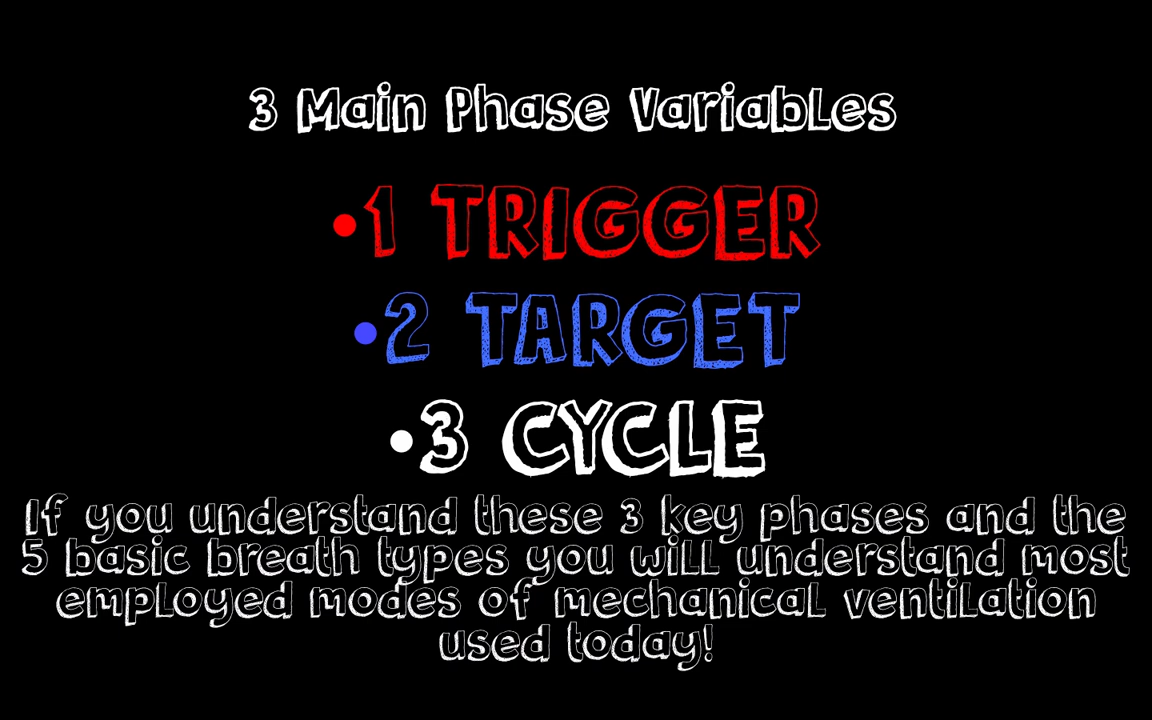 3 Main Phase Variables
•1 TRIGGER
•2 TARGET
•3 CYCLE
If you understand these 3 key phases and the
5 basic breath types you will understand most
employed modes of mechanical ventilation
used today!